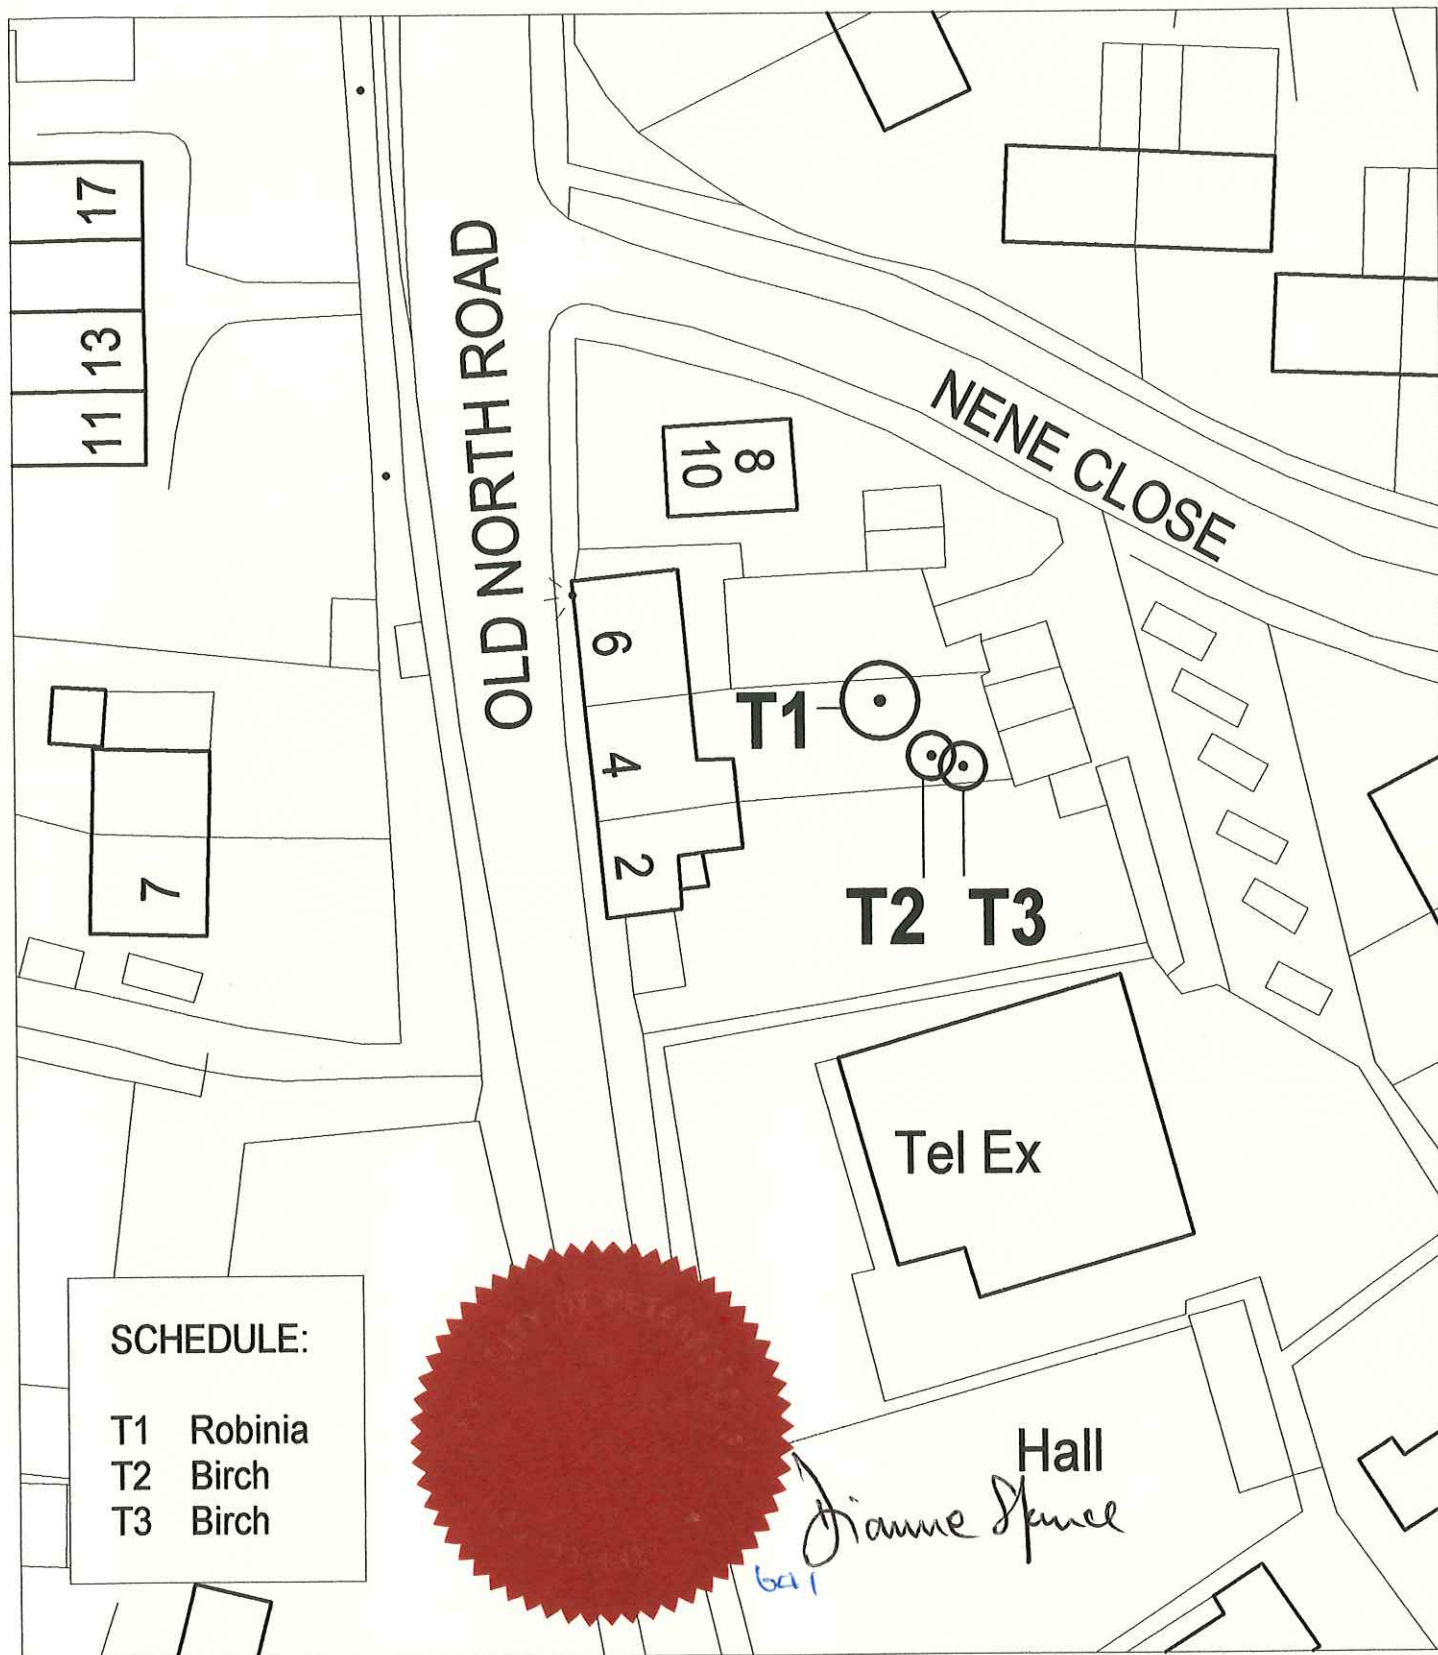 17
13
11
OLD NORTH ROAD
NENE CLOSE
8
10
6
4
2
7
T1
T2 T3
Tel Ex
Hall
SCHEDULE:
T1 Robinia
T2 Birch
T3 Birch
Dianne